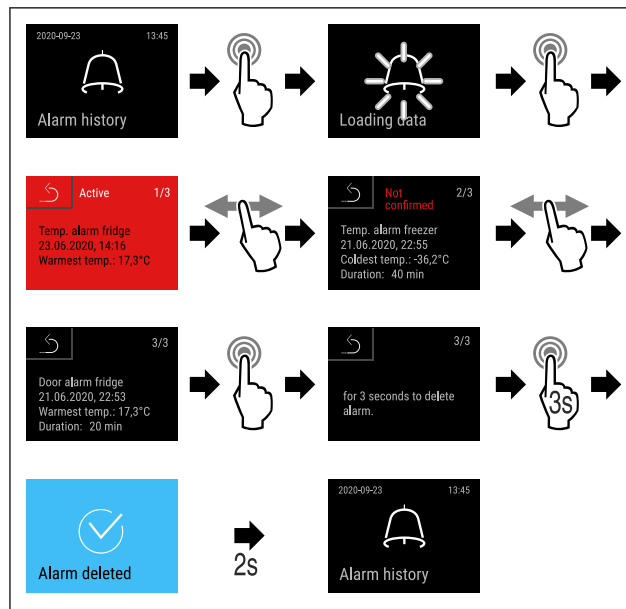 2020-09-23 13:45
Alarm history
Loading data
Active 1/3
Temp. alarm fridge
23.06.2020, 14:16
Warmest temp.: 17,3°C
Not 2/3
confirmed
Temp. alarm freezer
21.06.2020, 22:55
Coldest temp.: -36,2°C
Duration: 40 min
3/3
Door alarm fridge
21.06.2020, 22:53
Warmest temp.: 17,3°C
Duration: 20 min
3/3
for 3 seconds to delete
alarm.
3s
Alarm deleted
2s
2020-09-23 13:45
Alarm history